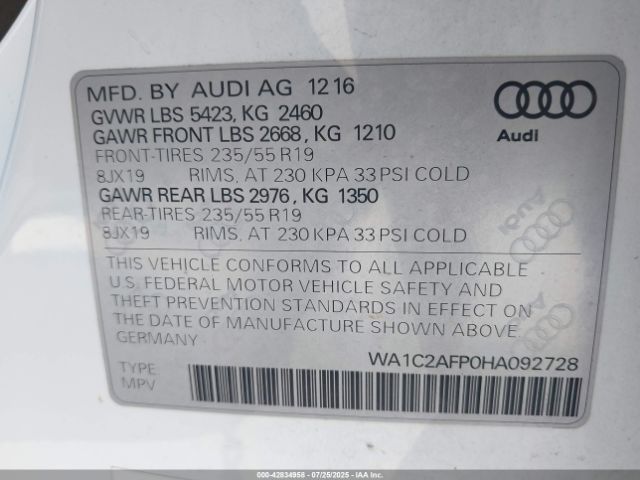 MFD. BY AUDI AG 12 16
GVWR LBS 5423, KG 2460
GAWR FRONT LBS 2668, KG 1210
FRONT-TIRES 235/55 R19
8JX19 RIMS, AT 230 KPA 33 PSI COLD
GAWR REAR LBS 2976, KG 1350
REAR-TIRES 235/55 R19
8JX19 RIMS, AT 230 KPA 33 PSI COLD
Audi
Audi
Audi
THIS VEHICLE CONFORMS TO ALL APPLICABLE
U.S. FEDERAL MOTOR VEHICLE SAFETY AND
THEFT PREVENTION STANDARDS IN EFFECT ON
THE DATE OF MANUFACTURE SHOWN ABOVE
GERMANY
WA1C2AFP0HA092728
TYPE
MPV
000-42834958 - 07/25/2025 - IAA, Inc.